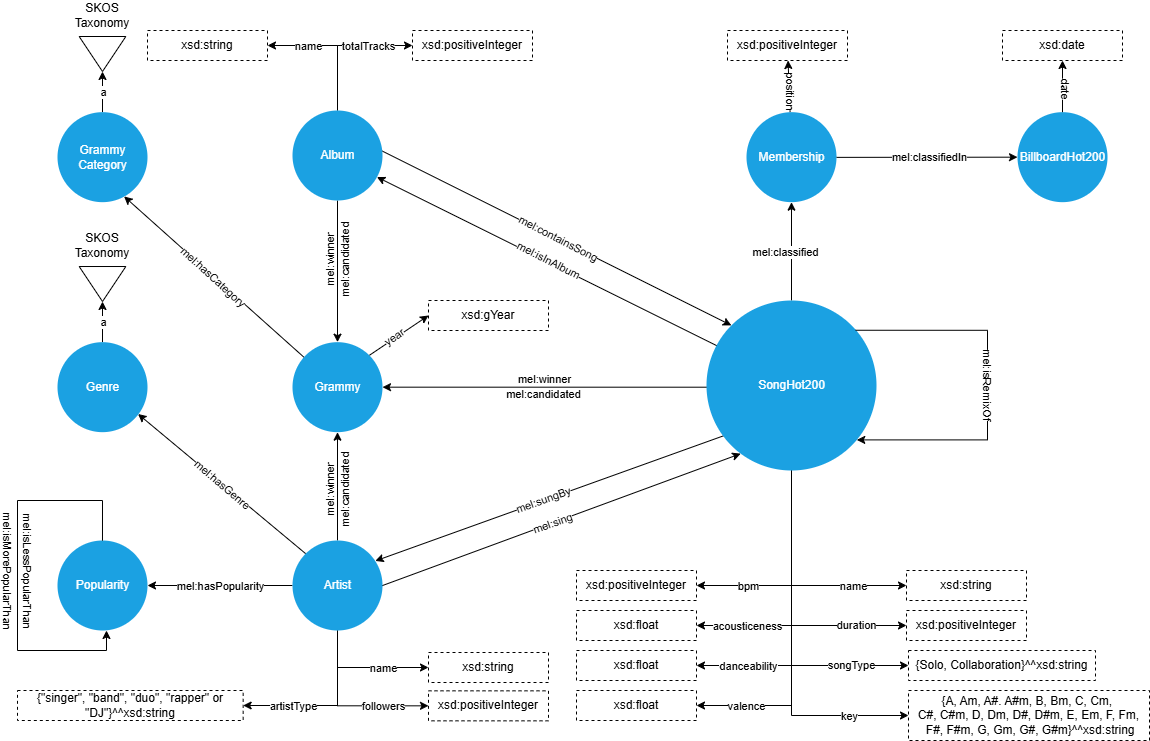 SKOS
Taxonomy
xsd:string
name
totalTracks
xsd:positiveInteger
xsd:positiveInteger
xsd:date
a
position
date
Grammy
Category
Album
Membership
mel:classifiedIn
BillboardHot200
mel:containsSong
mel:isInAlbum
mel:winner
mel:candidated
mel:hasCategory
mel:classified
SKOS
Taxonomy
a
year
xsd:gYear
Genre
Grammy
mel:winner
mel:candidated
SongHot200
mel:isRemixOf
mel:hasGenre
mel:winner
mel:candidated
mel:sungBy
mel:sing
mel:isMorePopularThan
mel:isLessPopularThan
Popularity
mel:hasPopularity
Artist
xsd:positiveInteger
bpm
name
xsd:string
xsd:float
acousticeness
duration
xsd:positiveInteger
name
xsd:string
xsd:float
danceability
songType
{Solo, Collaboration}^^xsd:string
{"singer", "band", "duo", "rapper" or
"DJ"}^^xsd:string
artistType
followers
xsd:positiveInteger
xsd:float
valence
key
{A, Am, A#. A#m, B, Bm, C, Cm,
C#, C#m, D, Dm, D#, D#m, E, Em, F, Fm,
F#, F#m, G, Gm, G#, G#m}^^xsd:string